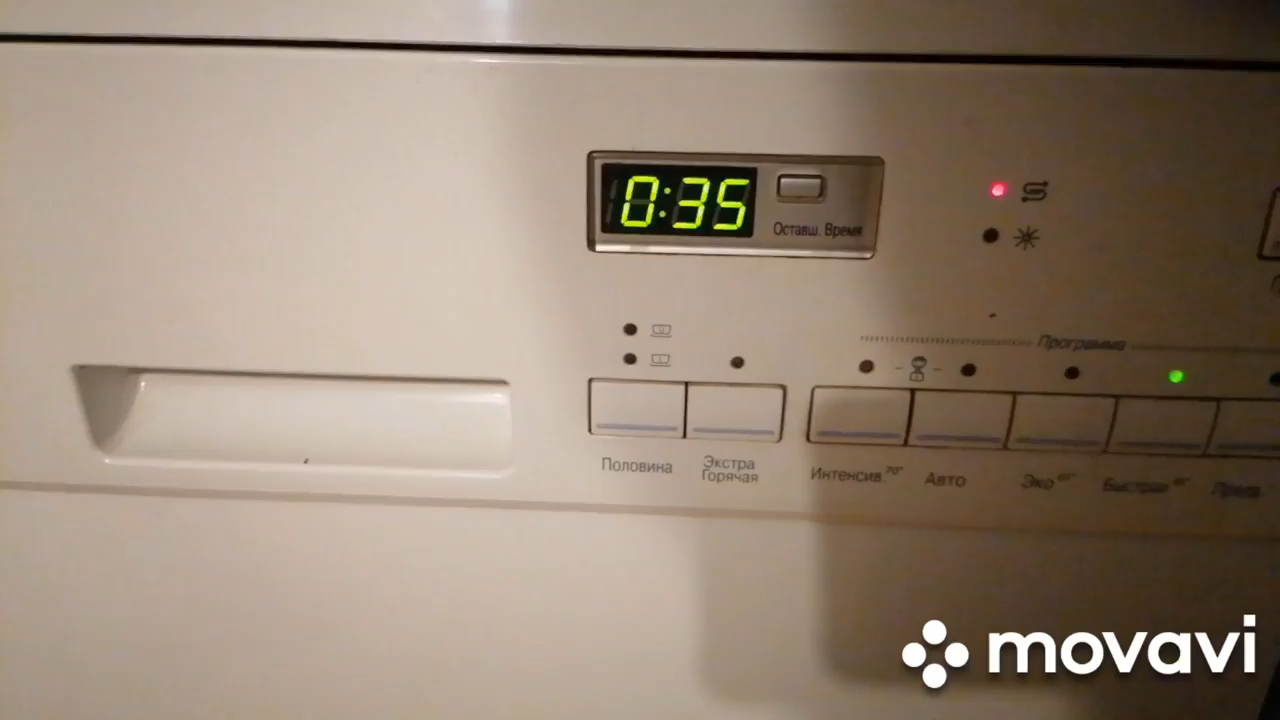 0:35
Оставш. Время
Программа
Половина
Экстра
Горячая
Интенсив.70°
Авто
Эко
Быстрая
movavi